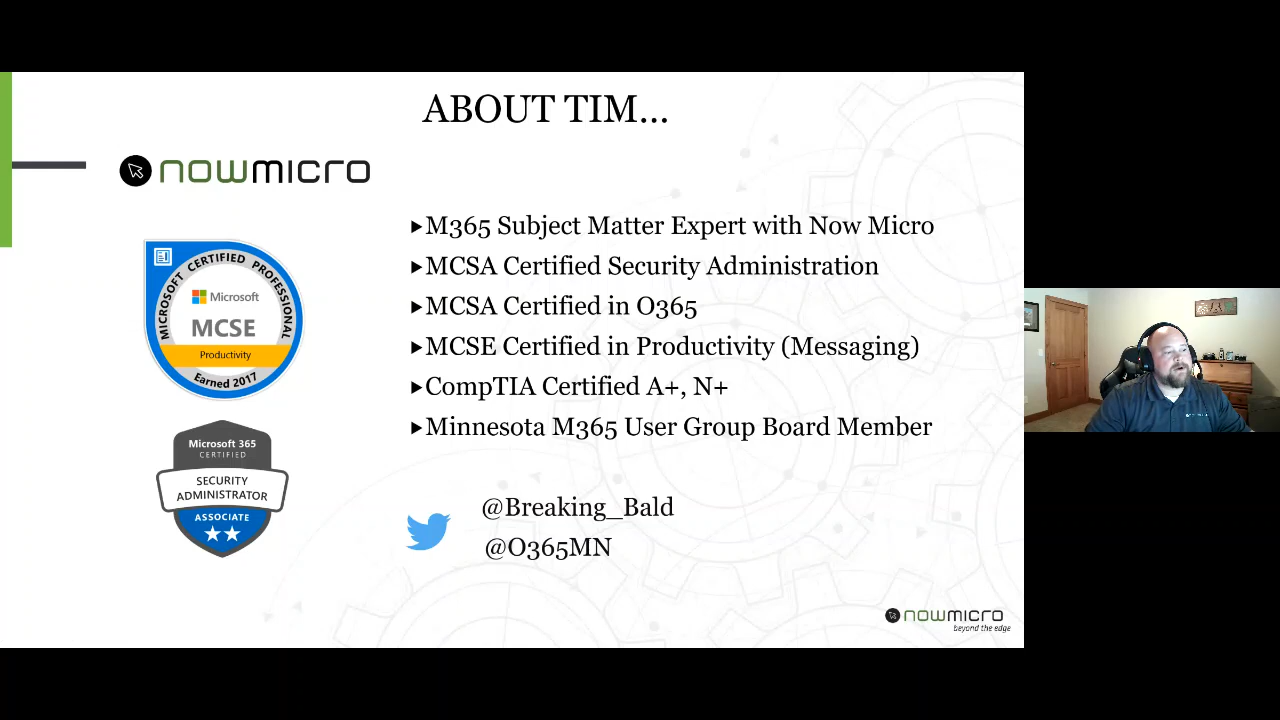 ABOUT TIM...
nowmicro
▶M365 Subject Matter Expert with Now Micro
▶MCSA Certified Security Administration
▶MCSA Certified in O365
▶MCSE Certified in Productivity (Messaging)
▶CompTIA Certified A+, N+
▶Minnesota M365 User Group Board Member
MICROSOFT CERTIFIED PROFESSIONAL
Microsoft
MCSE
Productivity
Earned 2017
Microsoft 365
CERTIFIED
SECURITY
ADMINISTRATOR
ASSOCIATE
@Breaking_Bald
@O365MN
nowmicro
beyond the edge